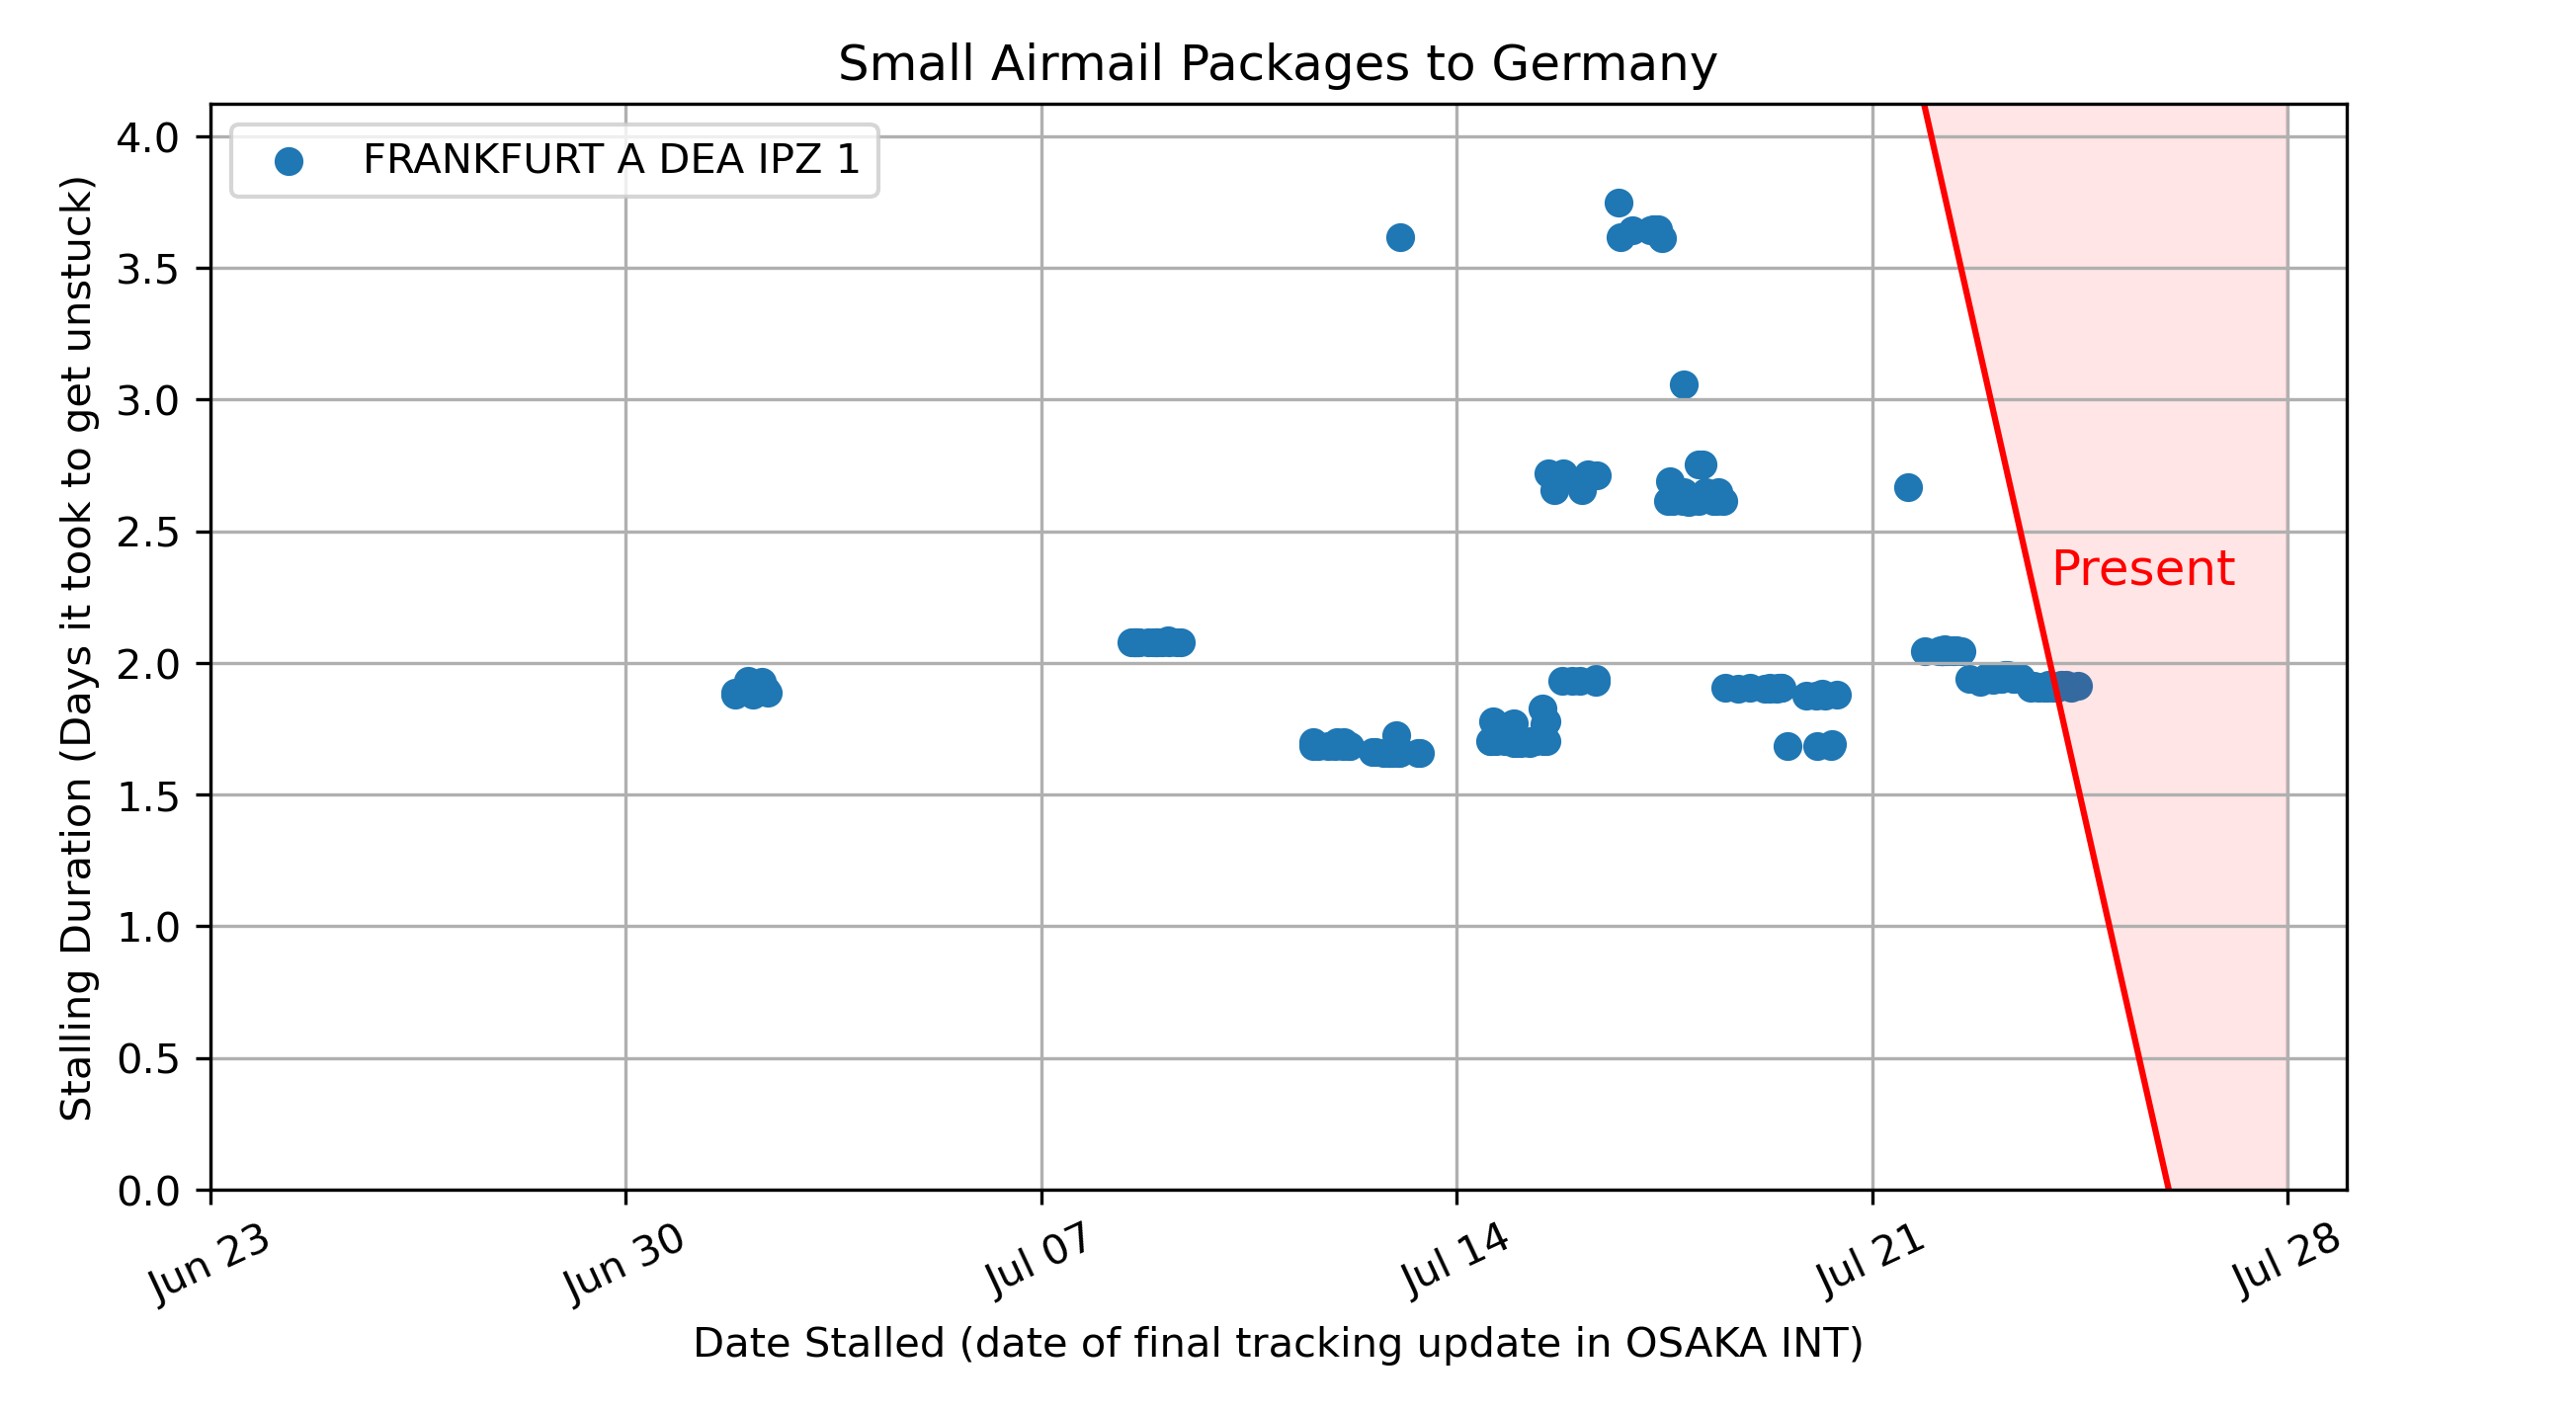 Small Airmail Packages to Germany
FRANKFURT A DEA IPZ 1
Stalling Duration (Days it took to get unstuck)
4.0
3.5
3.0
2.5
2.0
1.5
1.0
0.5
0.0
Present
Jun 23
Jun 30
Jul 07
Jul 14
Jul 21
Jul 28
Date Stalled (date of final tracking update in OSAKA INT)